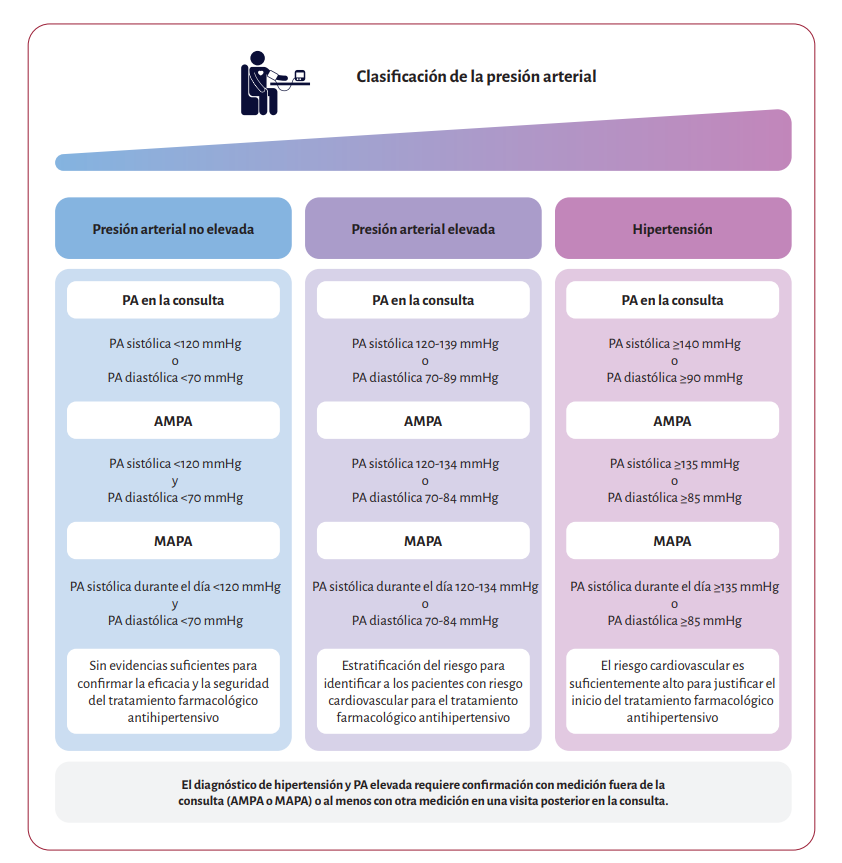 Clasificación de la presión arterial
Presión arterial no elevada
Presión arterial elevada
Hipertensión
PA en la consulta
PA sistólica <120 mmHg
o
PA diastólica <70 mmHg
AMPA
PA sistólica <120 mmHg
y
PA diastólica <70 mmHg
MAPA
PA sistólica durante el día <120 mmHg
y
PA diastólica <70 mmHg
Sin evidencias suficientes para
confirmar la eficacia y la seguridad
del tratamiento farmacológico
antihipertensivo
PA en la consulta
PA sistólica 120-139 mmHg
o
PA diastólica 70-89 mmHg
AMPA
PA sistólica 120-134 mmHg
o
PA diastólica 70-84 mmHg
MAPA
PA sistólica durante el día 120-134 mmHg
o
PA diastólica 70-84 mmHg
Estratificación del riesgo para
identificar a los pacientes con riesgo
cardiovascular para el tratamiento
farmacológico antihipertensivo
PA en la consulta
PA sistólica ≥140 mmHg
o
PA diastólica ≥90 mmHg
AMPA
PA sistólica ≥135 mmHg
o
PA diastólica ≥85 mmHg
MAPA
PA sistólica durante el día ≥135 mmHg
o
PA diastólica ≥85 mmHg
El riesgo cardiovascular es
suficientemente alto para justificar el
inicio del tratamiento farmacológico
antihipertensivo
El diagnóstico de hipertensión y PA elevada requiere confirmación con medición fuera de la
consulta (AMPA o MAPA) o al menos con otra medición en una visita posterior en la consulta.